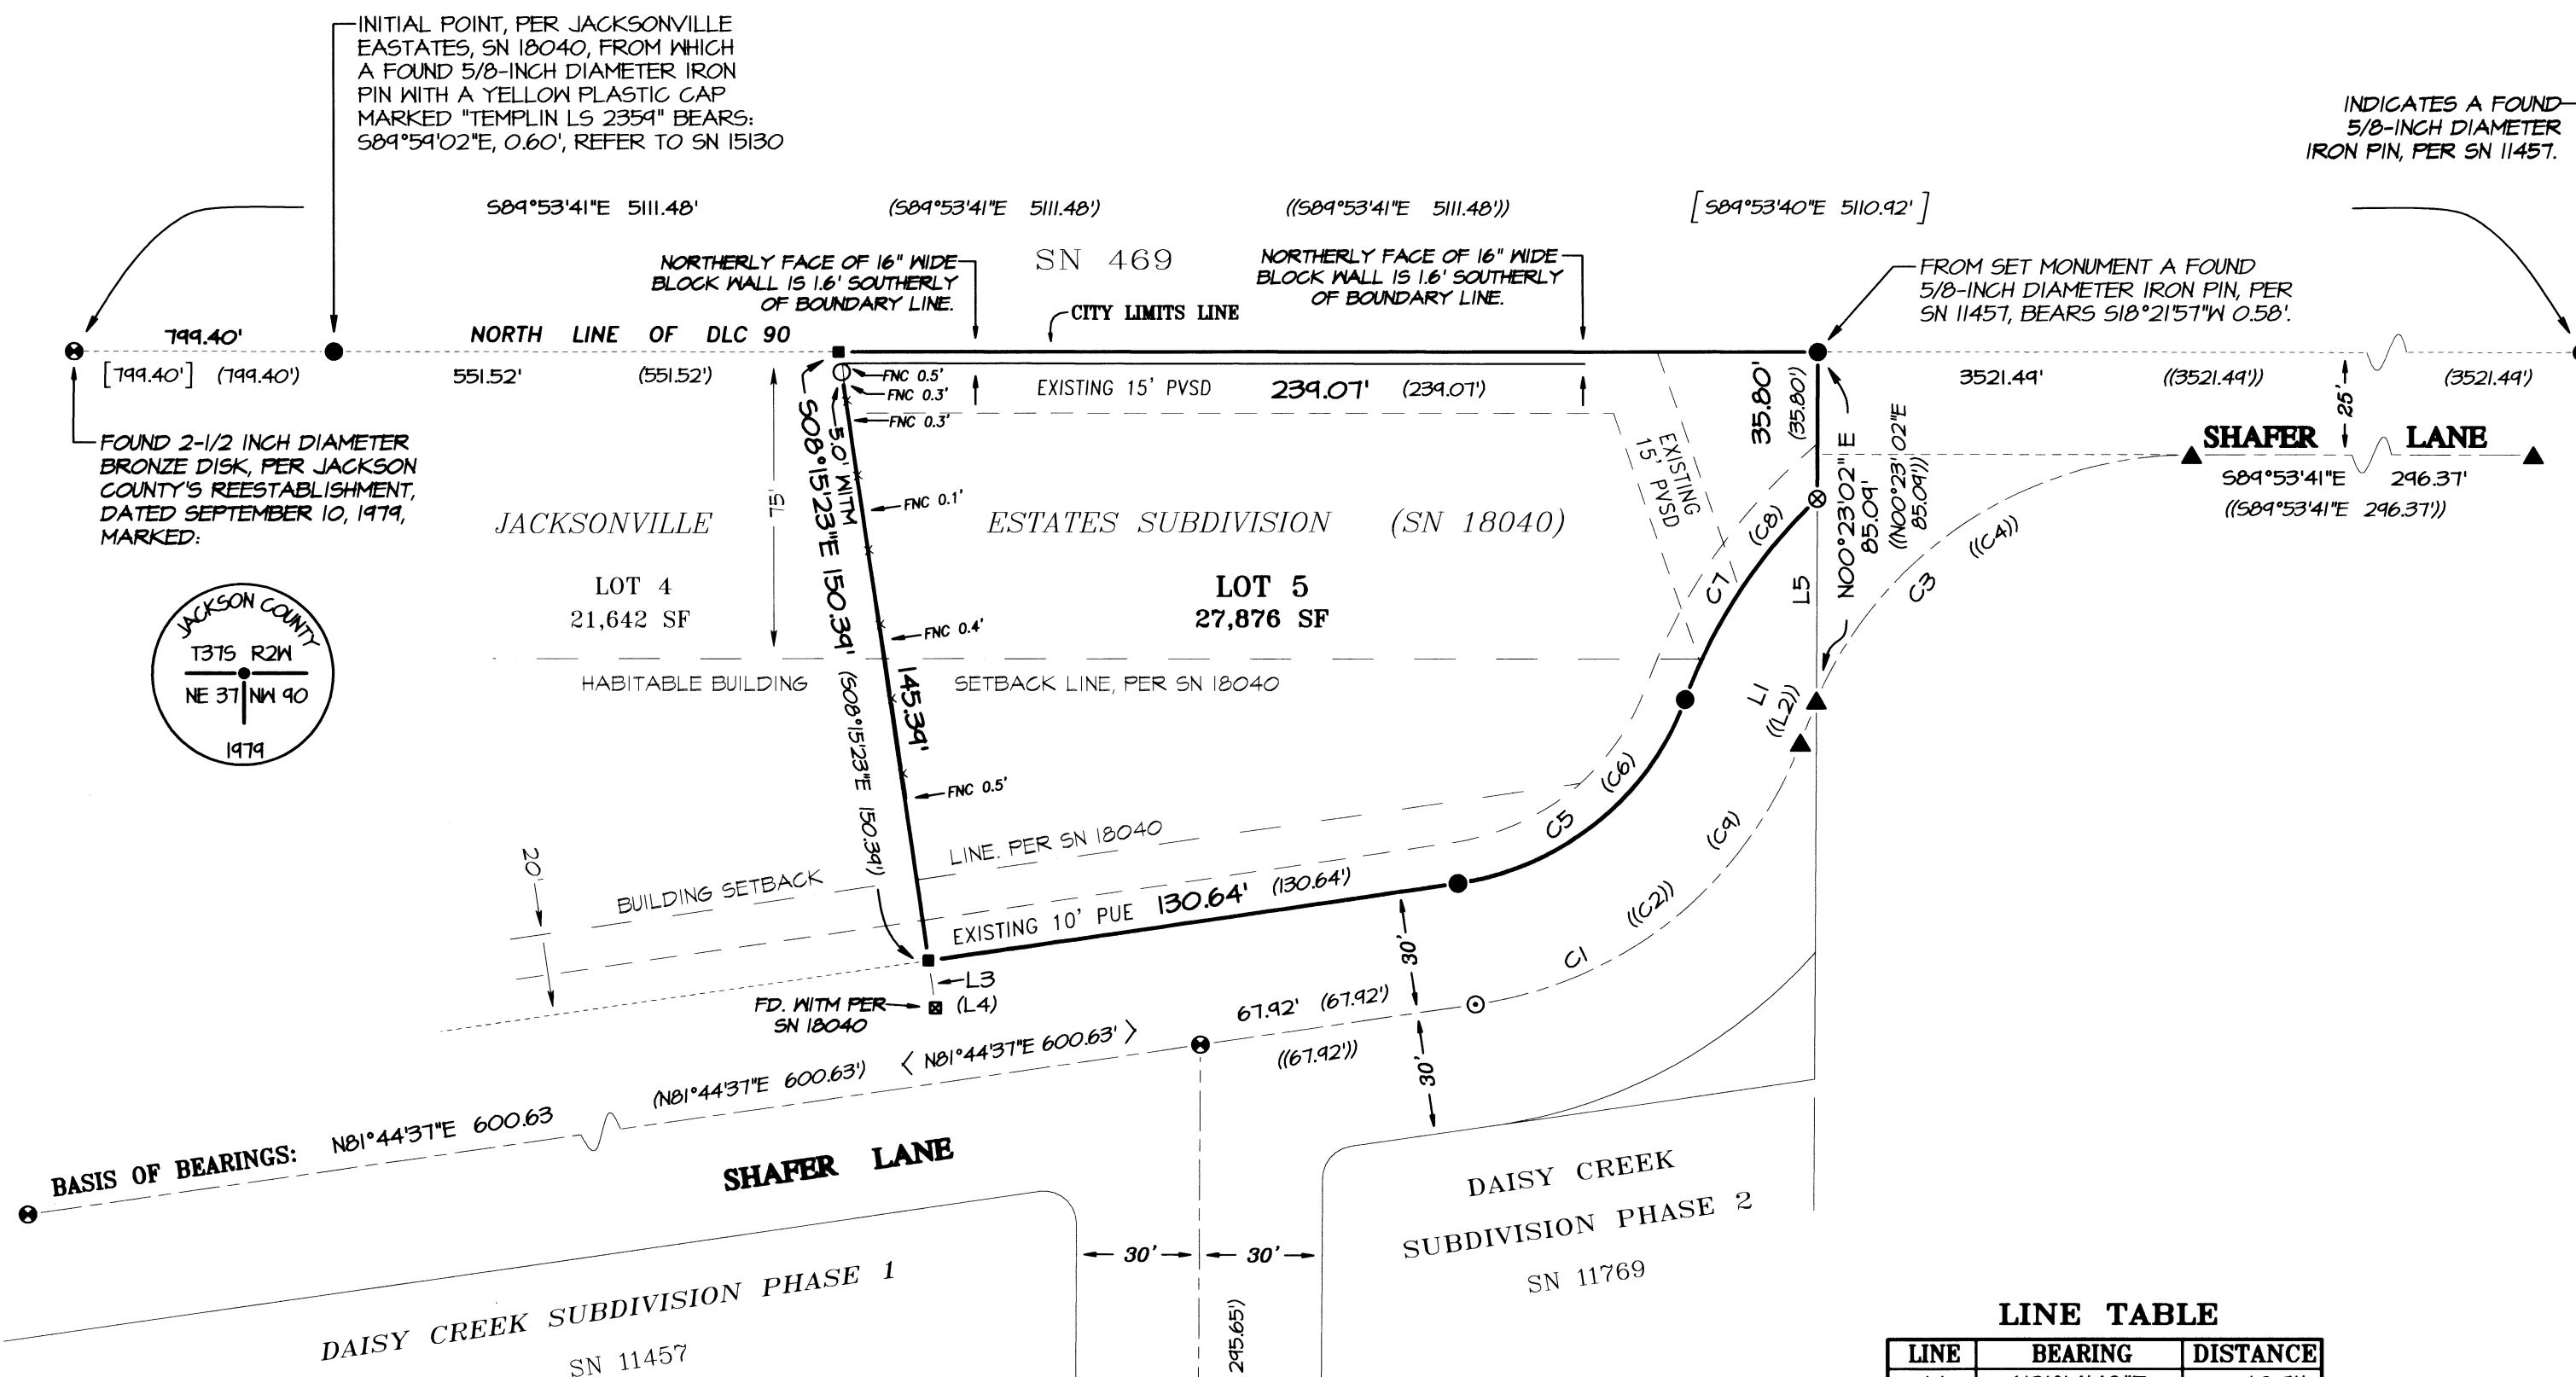 INITIAL POINT, PER JACKSONVILLE
EASTATES, SN 18040, FROM WHICH
A FOUND 5/8-INCH DIAMETER IRON
PIN WITH A YELLOW PLASTIC CAP
MARKED "TEMPLIN LS 2359" BEARS:
S89°59'02"E, 0.60', REFER TO SN 15130
INDICATES A FOUND
5/8-INCH DIAMETER
IRON PIN, PER SN 11457.
S89°53'41"E 5111.48'
(S89°53'41"E 5111.48')
((S89°53'41"E 5111.48'))
[S89°53'40"E 5110.92']
SN 469
NORTHERLY FACE OF 16" WIDE
BLOCK WALL IS 1.6' SOUTHERLY
OF BOUNDARY LINE.
NORTHERLY FACE OF 16" WIDE
BLOCK WALL IS 1.6' SOUTHERLY
OF BOUNDARY LINE.
CITY LIMITS LINE
FROM SET MONUMENT A FOUND
5/8-INCH DIAMETER IRON PIN, PER
SN 11457, BEARS S18°21'57"W 0.58'.
799.40'
NORTH LINE OF DLC 90
[799.40'] (799.40')
551.52'
(551.52')
FNC 0.5'
FNC 0.3'
FNC 0.3'
EXISTING 15' PVSD
239.07' (239.07')
35.80'
(35.80')
3521.49'
((3521.49'))
(3521.49')
25'
SHAFER LANE
S89°53'41"E 296.37'
((S89°53'41"E 296.37'))
FOUND 2-1/2 INCH DIAMETER
BRONZE DISK, PER JACKSON
COUNTY'S REESTABLISHMENT,
DATED SEPTEMBER 10, 1979,
MARKED:
JACKSON COUNTY
T37S R2W
NE 37 NW 90
1979
75'
5.0' WITM
S08°15'23"E 150.39' (S08°15'23"E 150.39')
145.39'
FNC 0.1'
FNC 0.4'
FNC 0.5'
EXISTING
15' PVSD
JACKSONVILLE ESTATES SUBDIVISION (SN 18040)
LOT 4
21,642 SF
LOT 5
27,876 SF
C7
(C8)
L5
N00°23'02"E
85.09'
((N00°23'02"E
85.09'))
C3
((C4))
L1
((L2))
HABITABLE BUILDING SETBACK LINE, PER SN 18040
C5
(C6)
(C9)
((C2))
C1
20'
BUILDING SETBACK LINE. PER SN 18040
EXISTING 10' PUE 130.64' (130.64')
L3
(L4)
FD. WITM PER
SN 18040
30'
30'
67.92' (67.92')
((67.92'))
BASIS OF BEARINGS: N81°44'37"E 600.63
(N81°44'37"E 600.63')
< N81°44'37"E 600.63' >
SHAFER LANE
DAISY CREEK SUBDIVISION PHASE 1
SN 11457
30'
30'
295.65')
DAISY CREEK
SUBDIVISION PHASE 2
SN 11769
LINE TABLE
LINE BEARING DISTANCE